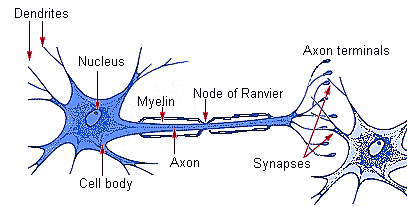 Dendrites
Nucleus
Axon terminals
Myelin
Node of Ranvier
Axon
Synapses
Cell body